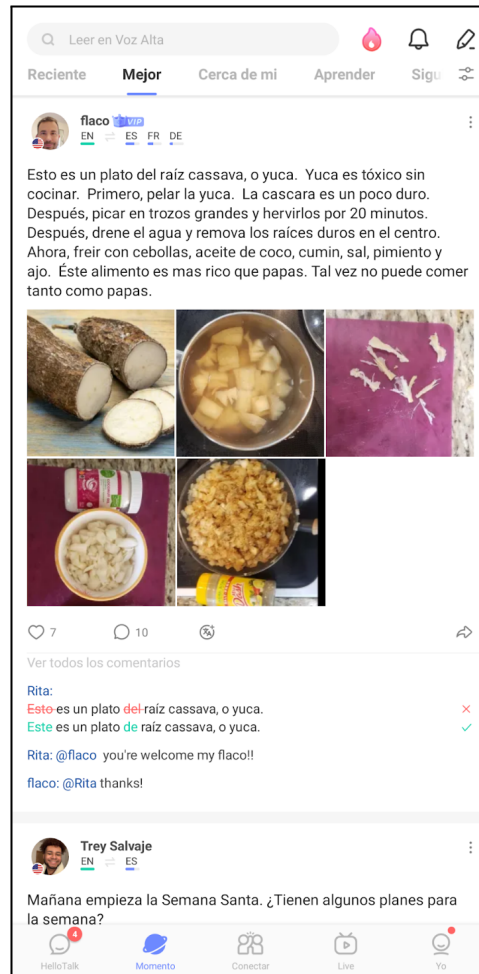 Leer en Voz Alta
Reciente Mejor Cerca de mi Aprender Sigu
flaco VIP
EN ES FR DE
Esto es un plato del raíz cassava, o yuca. Yuca es tóxico sin
cocinar. Primero, pelar la yuca. La cascara es un poco duro.
Después, picar en trozos grandes y hervirlos por 20 minutos.
Después, drene el agua y remova los raíces duros en el centro.
Ahora, freir con cebollas, aceite de coco, cumin, sal, pimiento y
ajo. Éste alimento es mas rico que papas. Tal vez no puede comer
tanto como papas.
7 10
Ver todos los comentarios
Rita:
Esto es un plato del raíz cassava, o yuca.
Este es un plato de raíz cassava, o yuca.
Rita: @flaco you're welcome my flaco!!
flaco: @Rita thanks!
Trey Salvaje
EN ES
Mañana empieza la Semana Santa. ¿Tienen algunos planes para
la semana?
4
HelloTalk Momento Conectar Live Yo